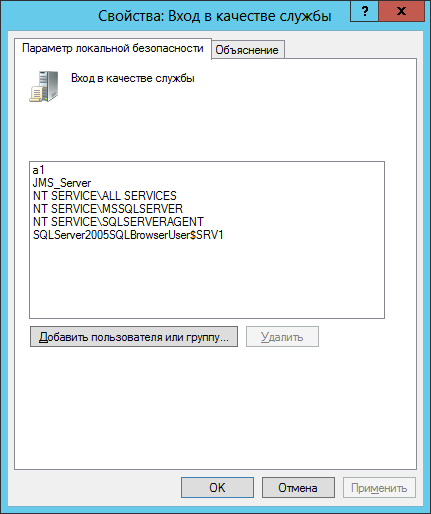 Свойства: Вход в качестве службы
?
x
Параметр локальной безопасности
Объяснение
Вход в качестве службы
a1
JMS_Server
NT SERVICE\ALL SERVICES
NT SERVICE\MSSQLSERVER
NT SERVICE\SQLSERVERAGENT
SQLServer2005SQLBrowserUser$SRV1
Добавить пользователя или группу...
Удалить
OK
Отмена
Применить